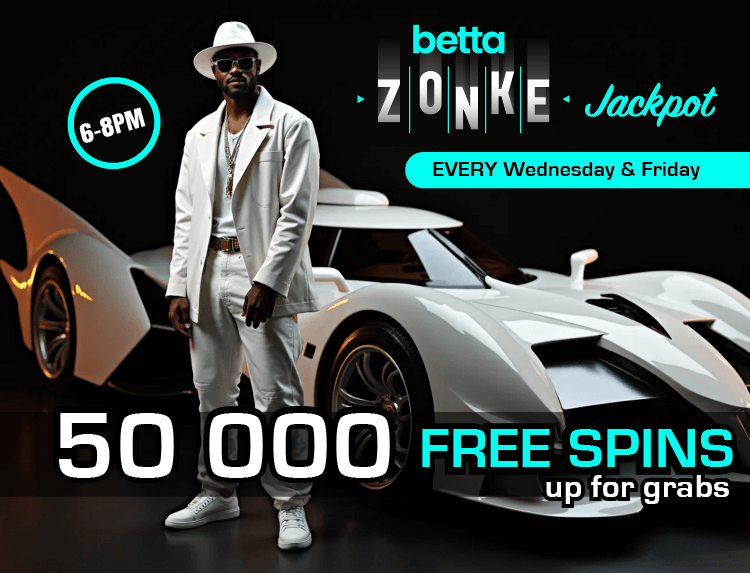 betta
ZONKE Jackpot
6-8PM
EVERY Wednesday & Friday
50 000 FREE SPINS
up for grabs